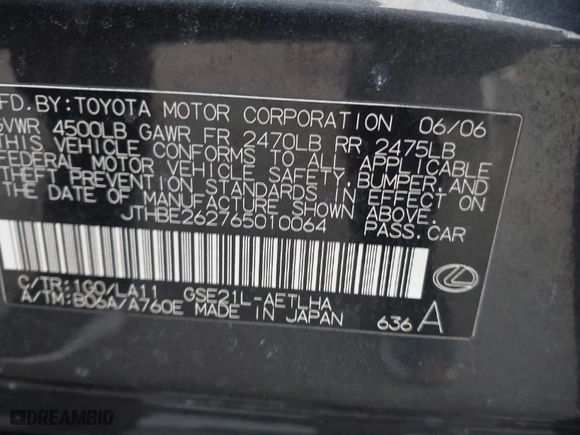 MFD. BY: TOYOTA MOTOR CORPORATION 06/06
GVWR 4500LB GAWR FR 2470LB RR 2475LB
THIS VEHICLE CONFORMS TO ALL APPLICABLE
FEDERAL MOTOR VEHICLE SAFETY, BUMPER, AND
THEFT PREVENTION STANDARDS IN EFFECT ON
THE DATE OF MANUFACTURE SHOWN ABOVE.
JTHBE262765010064 PASS.CAR
C/TR:1G0/LA11 GSE21L-AETLHA
A/TM:B06A/A760E MADE IN JAPAN 636 A
DREAMBID